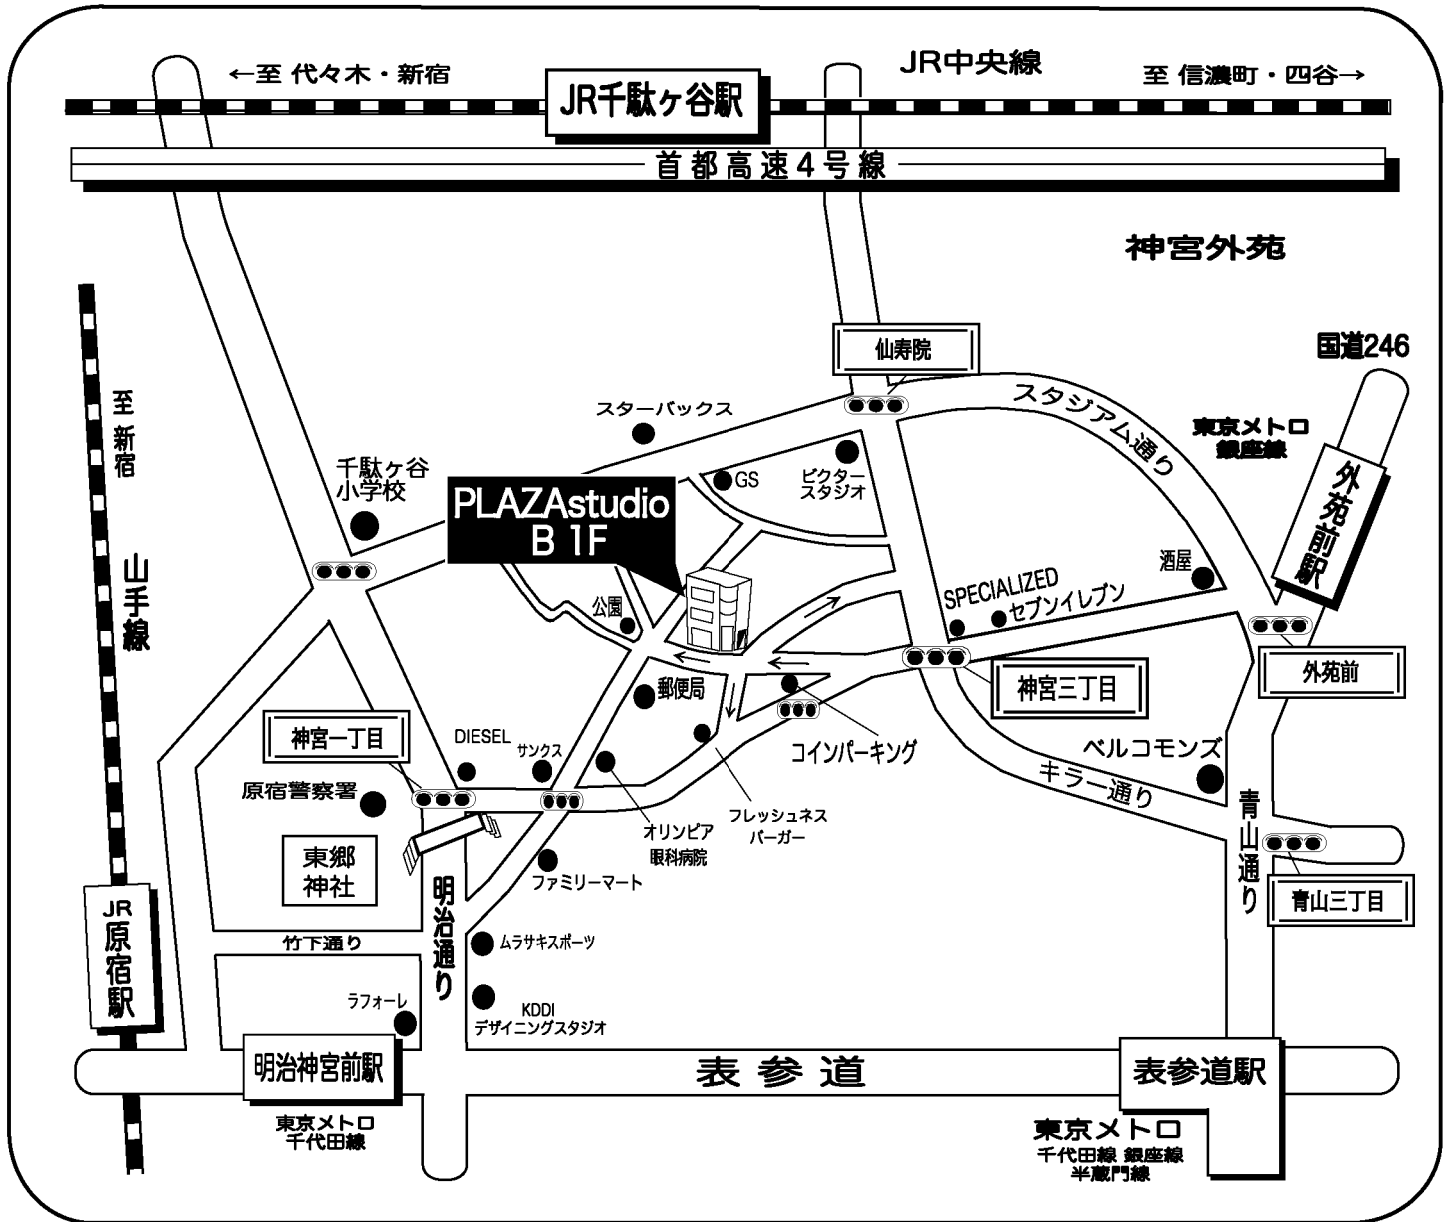 ←至 代々木・新宿
JR中央線
至 信濃町・四谷→
JR千駄ヶ谷駅
首都高速4号線
神宮外苑
仙寿院
国道246
スタジアム通り
東京メトロ
銀座線
外苑前駅
至 新宿
山手線
スターバックス
千駄ヶ谷
小学校
GS
ビクター
スタジオ
PLAZAstudio
B 1F
公園
酒屋
SPECIALIZED
セブンイレブン
外苑前
神宮三丁目
郵便局
神宮一丁目
DIESEL
サンクス
コインパーキング
ベルコモンズ
キラー通り
原宿警察署
フレッシュネス
バーガー
オリンピア
眼科病院
東郷
神社
ファミリーマート
青山通り
青山三丁目
明治通り
JR
原宿駅
竹下通り
ムラサキスポーツ
ラフォーレ
KDDI
デザイニングスタジオ
明治神宮前駅
表参道
表参道駅
東京メトロ
千代田線
東京メトロ
千代田線 銀座線
半蔵門線